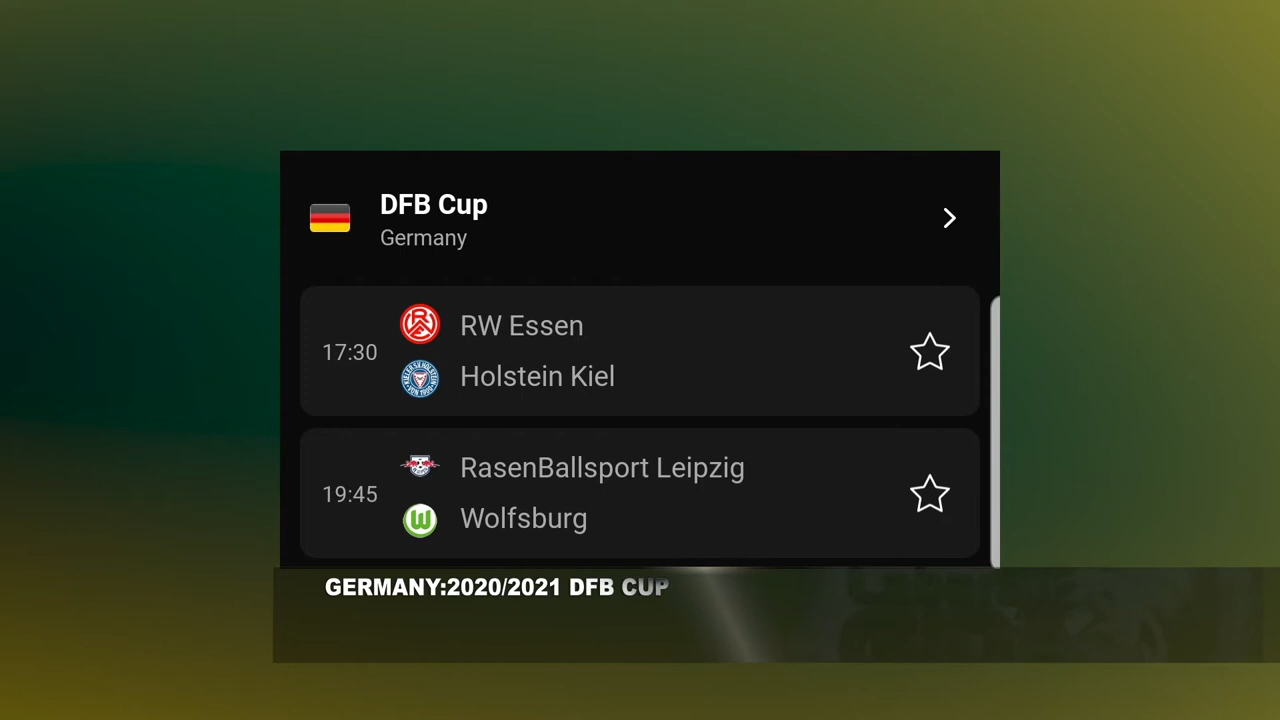 DFB Cup
Germany
17:30
RW Essen
Holstein Kiel
19:45
RasenBallsport Leipzig
Wolfsburg
GERMANY:2020/2021 DFB CUP